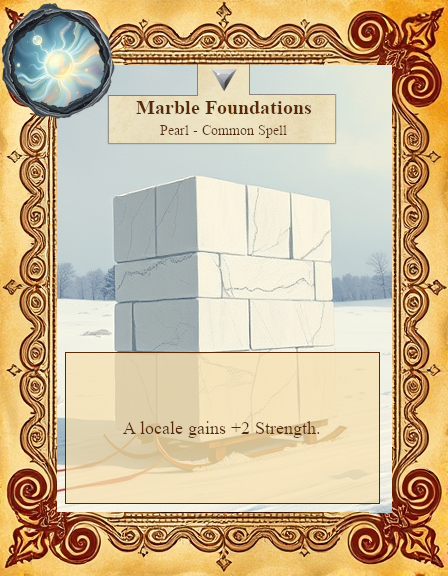 Marble Foundations
Pearl - Common Spell
A locale gains +2 Strength.